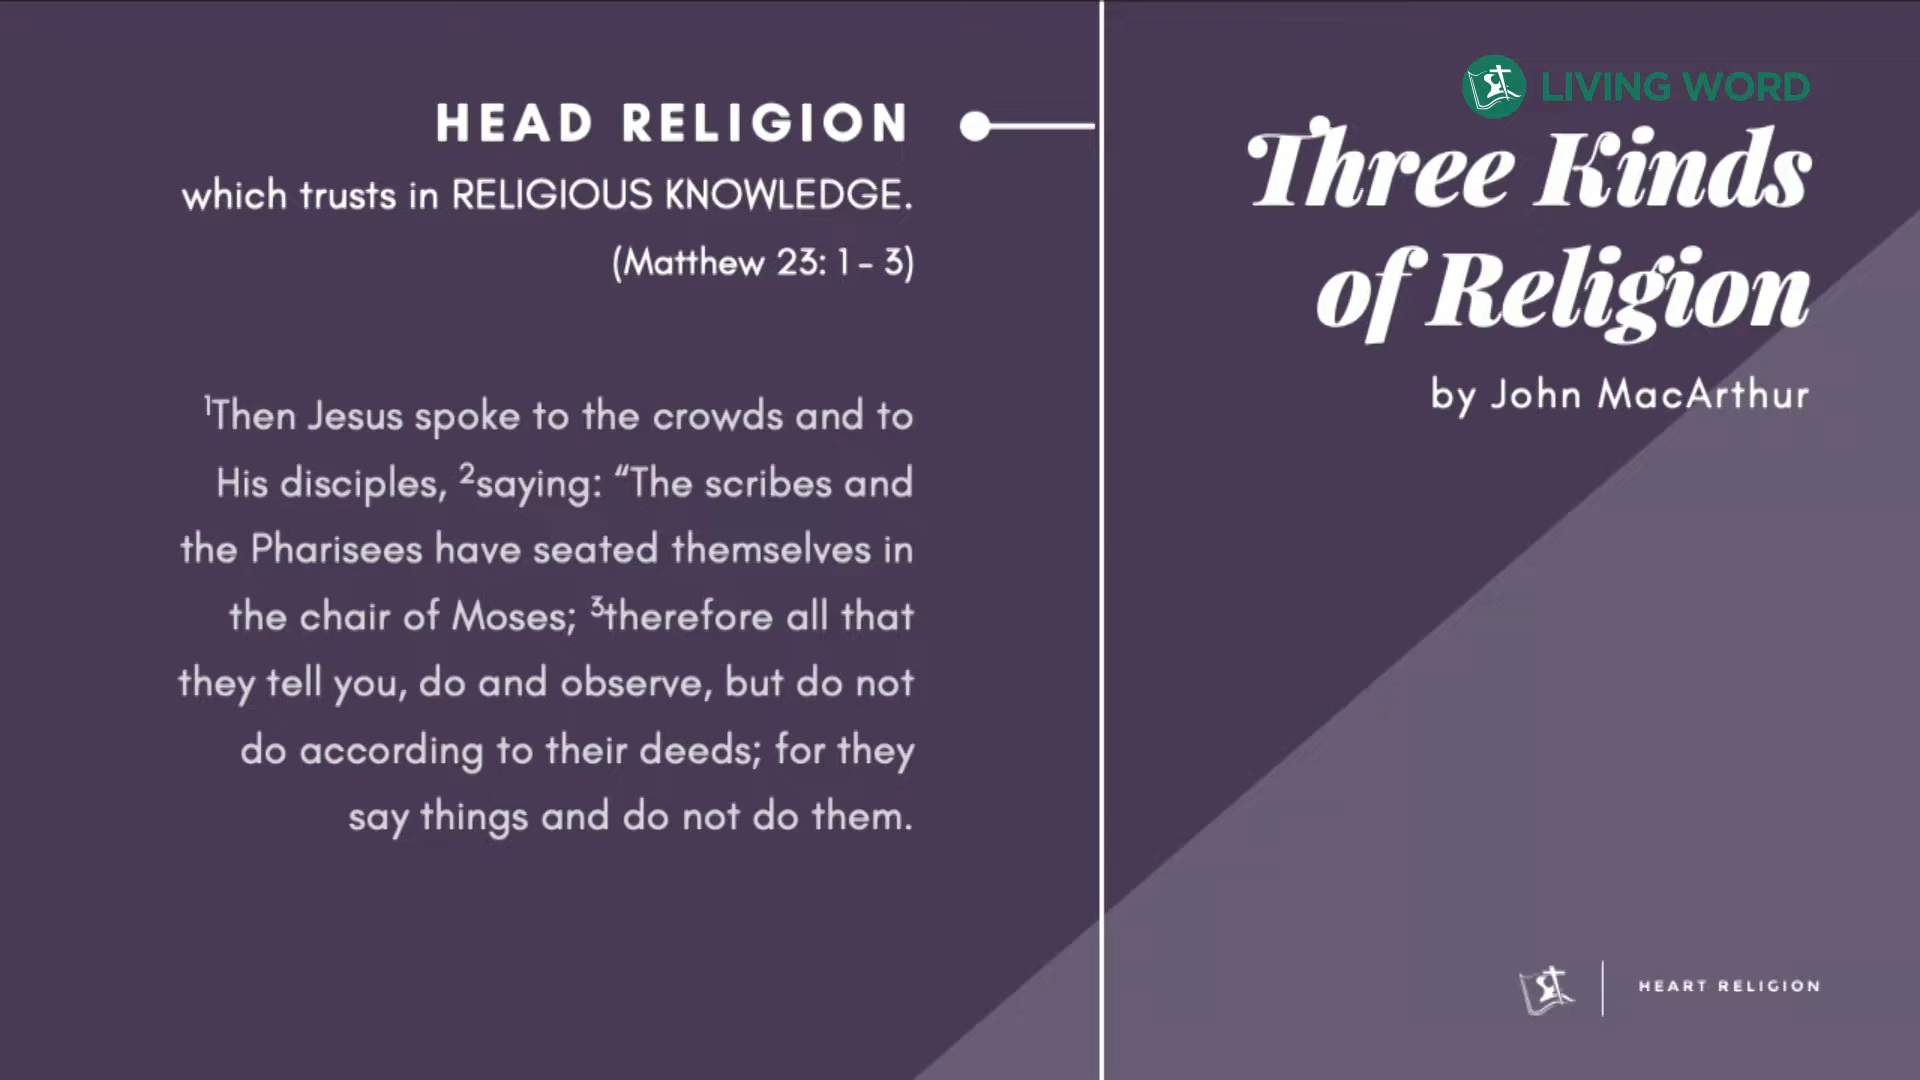 HEAD RELIGION
which trusts in RELIGIOUS KNOWLEDGE.
(Matthew 23: 1 - 3)
¹Then Jesus spoke to the crowds and to
His disciples, ²saying: “The scribes and
the Pharisees have seated themselves in
the chair of Moses; ³therefore all that
they tell you, do and observe, but do not
do according to their deeds; for they
say things and do not do them.
LIVING WORD
Three Kinds
of Religion
by John MacArthur
HEART RELIGION